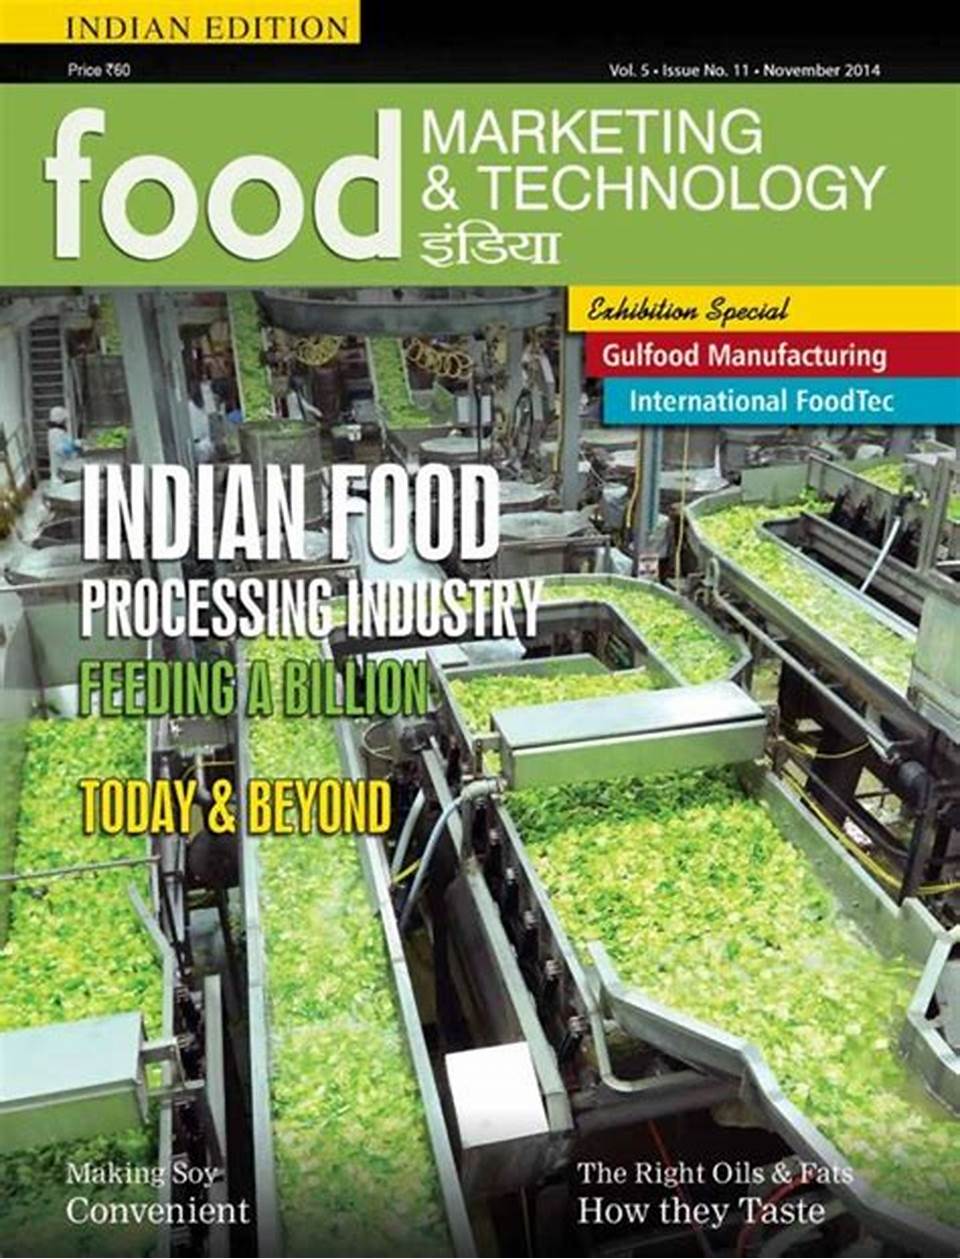 INDIAN EDITION
Price ₹60
Vol. 5 • Issue No. 11 • November 2014
food
MARKETING
& TECHNOLOGY
इंडिया
Exhibition Special
Gulfood Manufacturing
International FoodTec
INDIAN FOOD
PROCESSING INDUSTRY
FEEDING A BILLION
TODAY & BEYOND
Making Soy
Convenient
The Right Oils & Fats
How they Taste